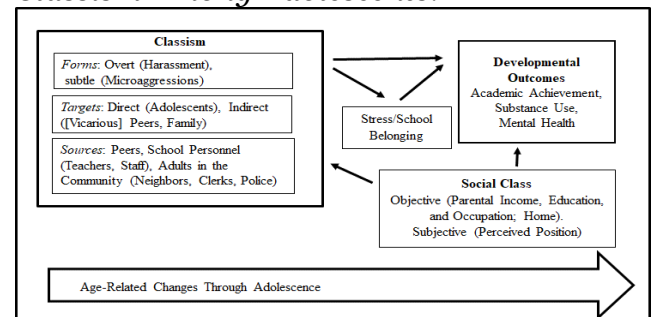 Classism
Forms: Overt (Harassment),
subtle (Microaggressions)
Targets: Direct (Adolescents), Indirect
([Vicarious] Peers, Family)
Sources: Peers, School Personnel
(Teachers, Staff), Adults in the
Community (Neighbors, Clerks, Police)
Stress/School
Belonging
Developmental
Outcomes
Academic Achievement,
Substance Use,
Mental Health
Social Class
Objective (Parental Income, Education,
and Occupation; Home).
Subjective (Perceived Position)
Age-Related Changes Through Adolescence